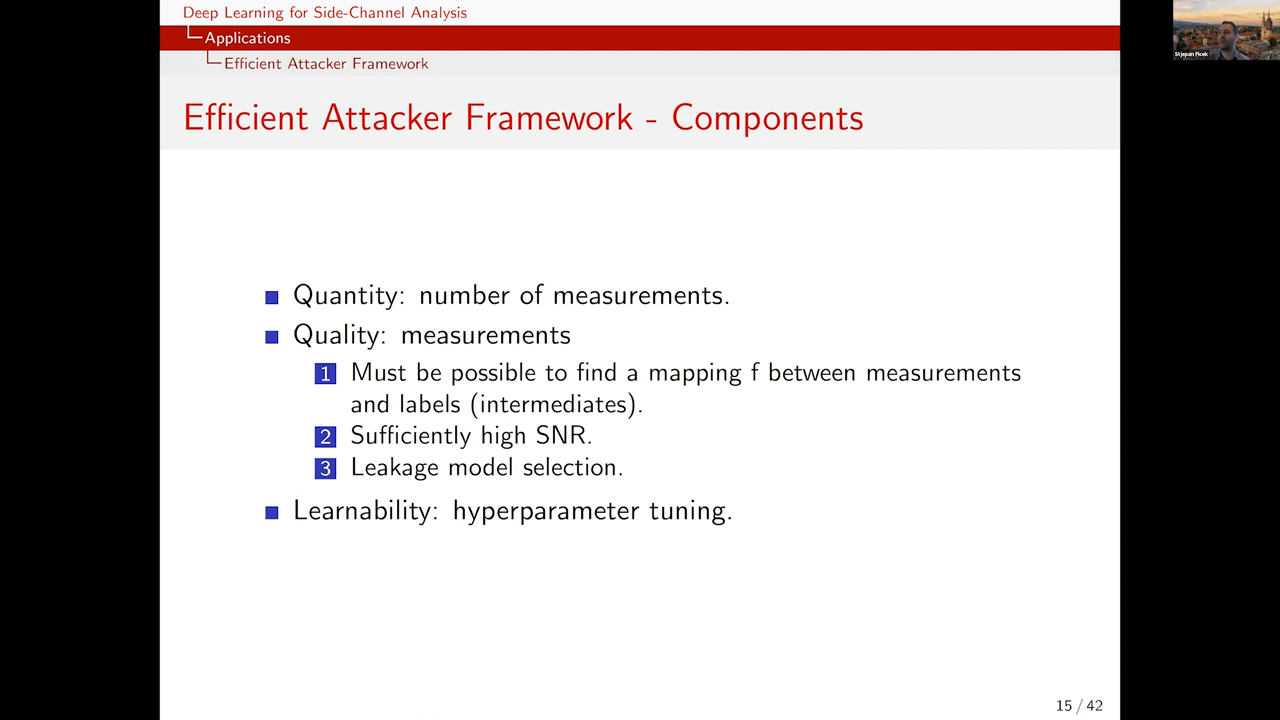 Deep Learning for Side-Channel Analysis
Applications
Efficient Attacker Framework
Efficient Attacker Framework - Components
Quantity: number of measurements.
Quality: measurements
1 Must be possible to find a mapping f between measurements
and labels (intermediates).
2 Sufficiently high SNR.
3 Leakage model selection.
Learnability: hyperparameter tuning.
15 / 42
Stjepan Picek